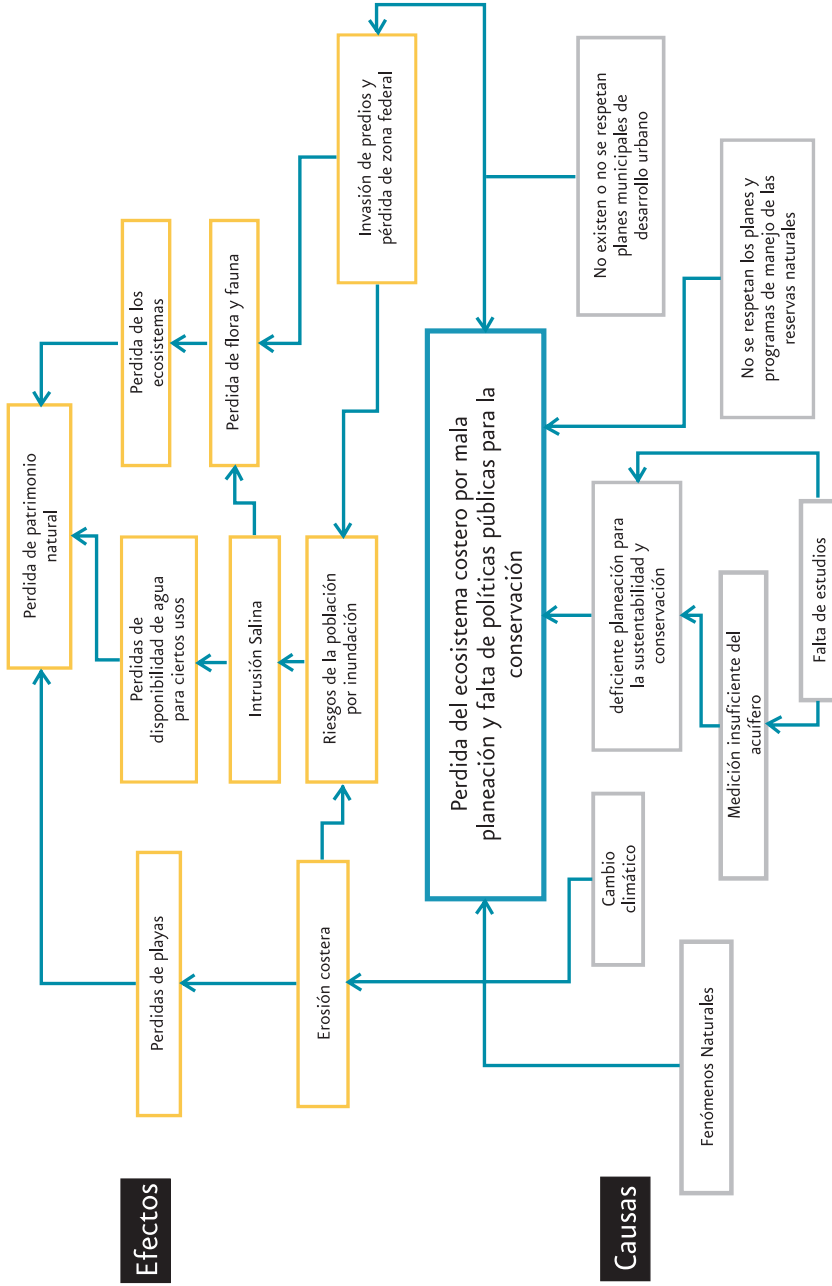 Efectos
Perdida de patrimonio
natural
Perdidas de playas
Perdidas de
disponibilidad de agua
para ciertos usos
Perdida de los
ecosistemas
Intrusión Salina
Perdida de flora y fauna
Erosión costera
Riesgos de la población
por inundación
Invasión de predios y
pérdida de zona federal
Perdida del ecosistema costero por mala
planeación y falta de políticas públicas para la
conservación
Causas
Cambio
climático
deficiente planeación para
la sustentabilidad y
conservación
No existen o no se respetan
planes municipales de
desarrollo urbano
Fenómenos Naturales
Medición insuficiente del
acuífero
No se respetan los planes y
programas de manejo de las
reservas naturales
Falta de estudios